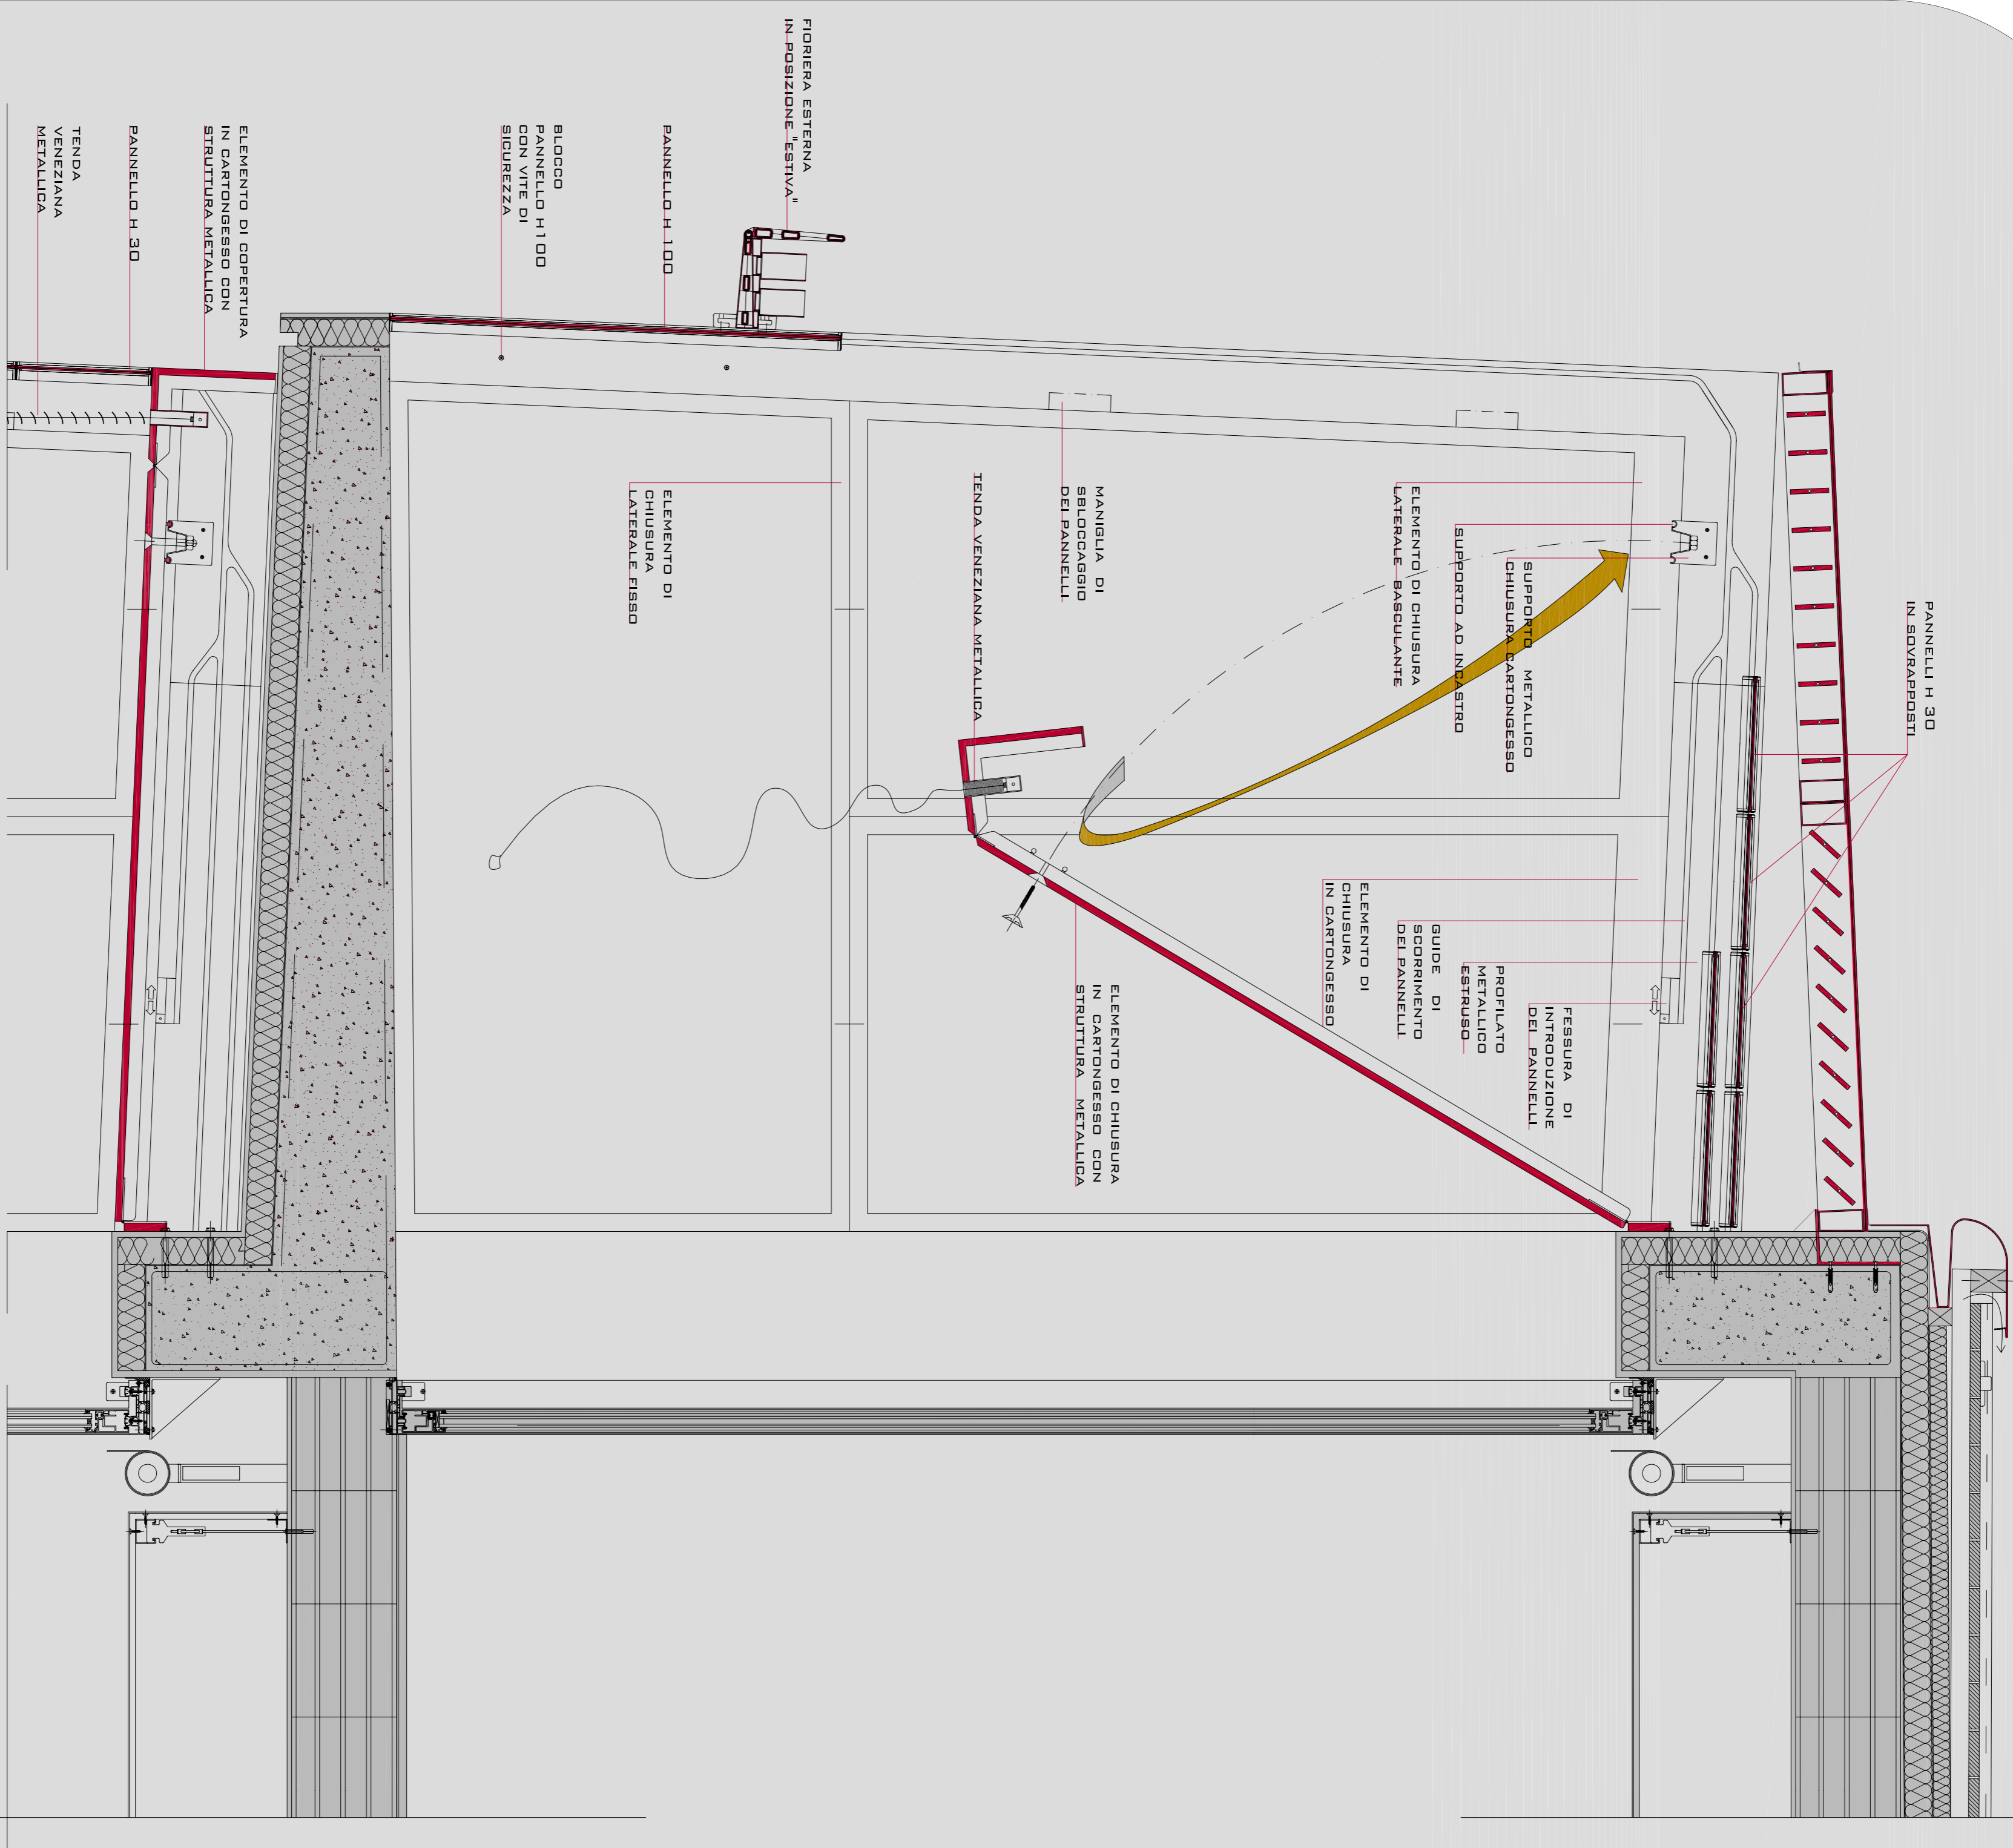 PANNELLI H 30
IN SOVRAPPOSTI
FIORIERA ESTERNA
IN POSIZIONE "ESTIVA"
PANNELLO H 100
BLOCCO
PANNELLO H100
CON VITE DI
SICUREZZA
ELEMENTO DI COPERTURA
IN CARTONGESSO CON
STRUTTURA METALLICA
PANNELLO H 30
TENDA
VENEZIANA
METALLICA
SUPPORTO METALLICO
CHIUSURA CARTONGESSO
SUPPORTO AD INCASTRO
ELEMENTO DI CHIUSURA
LATERALE BASCULANTE
MANIGLIA DI
SBLOCCAGGIO
DEI PANNELLI
TENDA VENEZIANA METALLICA
ELEMENTO DI
CHIUSURA
LATERALE FISSO
FESSURA DI
INTRODUZIONE
DEI PANNELLI
PROFILATO
METALLICO
ESTRUSO
GUIDE DI
SCORRIMENTO
DEI PANNELLI
ELEMENTO DI
CHIUSURA
IN CARTONGESSO
ELEMENTO DI CHIUSURA
IN CARTONGESSO CON
STRUTTURA METALLICA